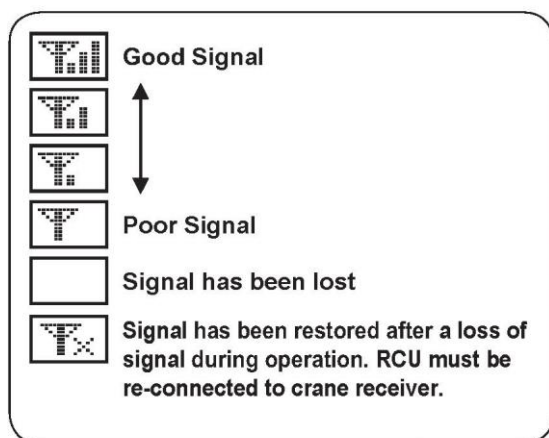 Good Signal
Poor Signal
Signal has been lost
Signal has been restored after a loss of
signal during operation. RCU must be
re-connected to crane receiver.